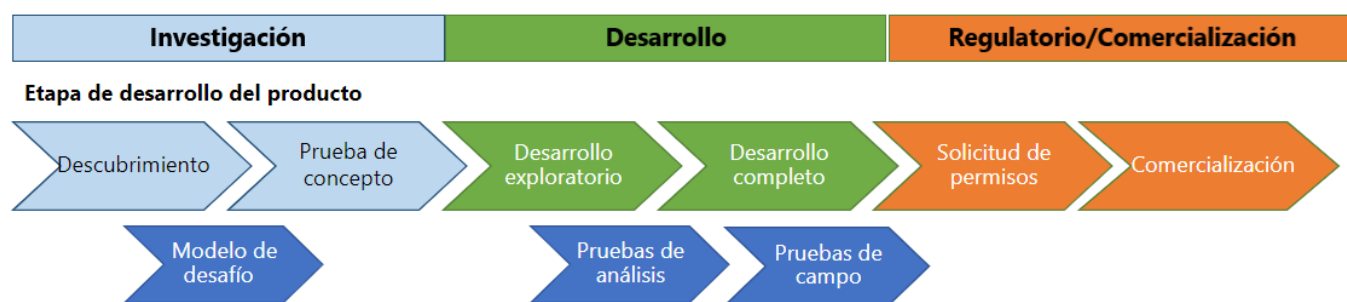 Investigación
Desarrollo
Regulatorio/Comercialización
Etapa de desarrollo del producto
Descubrimiento
Prueba de
concepto
Desarrollo
exploratorio
Desarrollo
completo
Solicitud de
permisos
Comercialización
Modelo de
desafío
Pruebas de
análisis
Pruebas de
campo